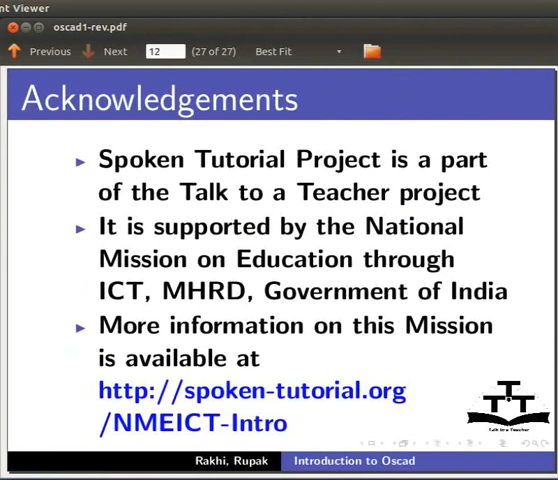 nt Viewer
oscad1-rev.pdf
Previous Next 12 (27 of 27) Best Fit
Acknowledgements
Spoken Tutorial Project is a part
of the Talk to a Teacher project
It is supported by the National
Mission on Education through
ICT, MHRD, Government of India
More information on this Mission
is available at
http://spoken-tutorial.org
/NMEICT-Intro
Talk to a Teacher
Rakhi, Rupak Introduction to Oscad